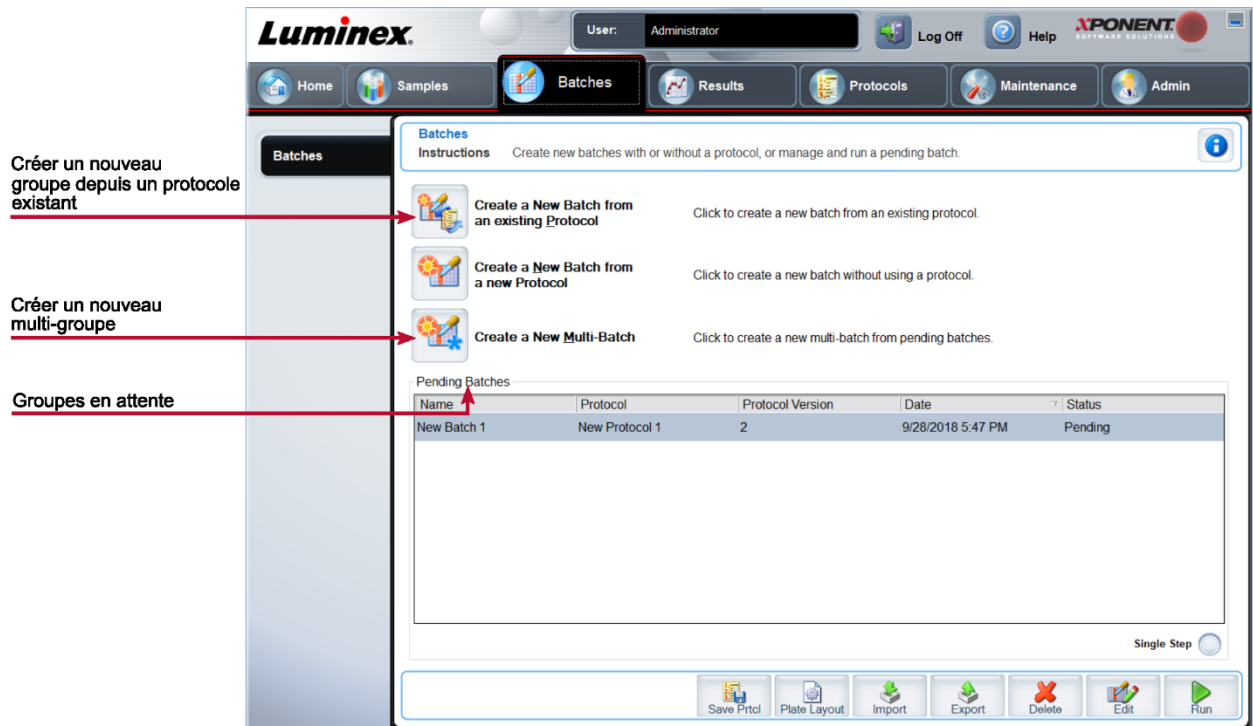 Luminex.
User:
Administrator
Log Off
Help
XPONENT.
SOFTWARE SOLUTIONS
Home
Samples
Batches
Results
Protocols
Maintenance
Admin
Batches
Batches
Instructions Create new batches with or without a protocol, or manage and run a pending batch.
Créer un nouveau
groupe depuis un protocole
existant
Create a New Batch from
an existing Protocol
Click to create a new batch from an existing protocol.
Create a New Batch from
a new Protocol
Click to create a new batch without using a protocol.
Créer un nouveau
multi-groupe
Create a New Multi-Batch
Click to create a new multi-batch from pending batches.
Groupes en attente
Pending Batches
Name Protocol Protocol Version Date Status
New Batch 1 New Protocol 1 2 9/28/2018 5:47 PM Pending
Single Step
Save Prtcl
Plate Layout
Import
Export
Delete
Edit
Run